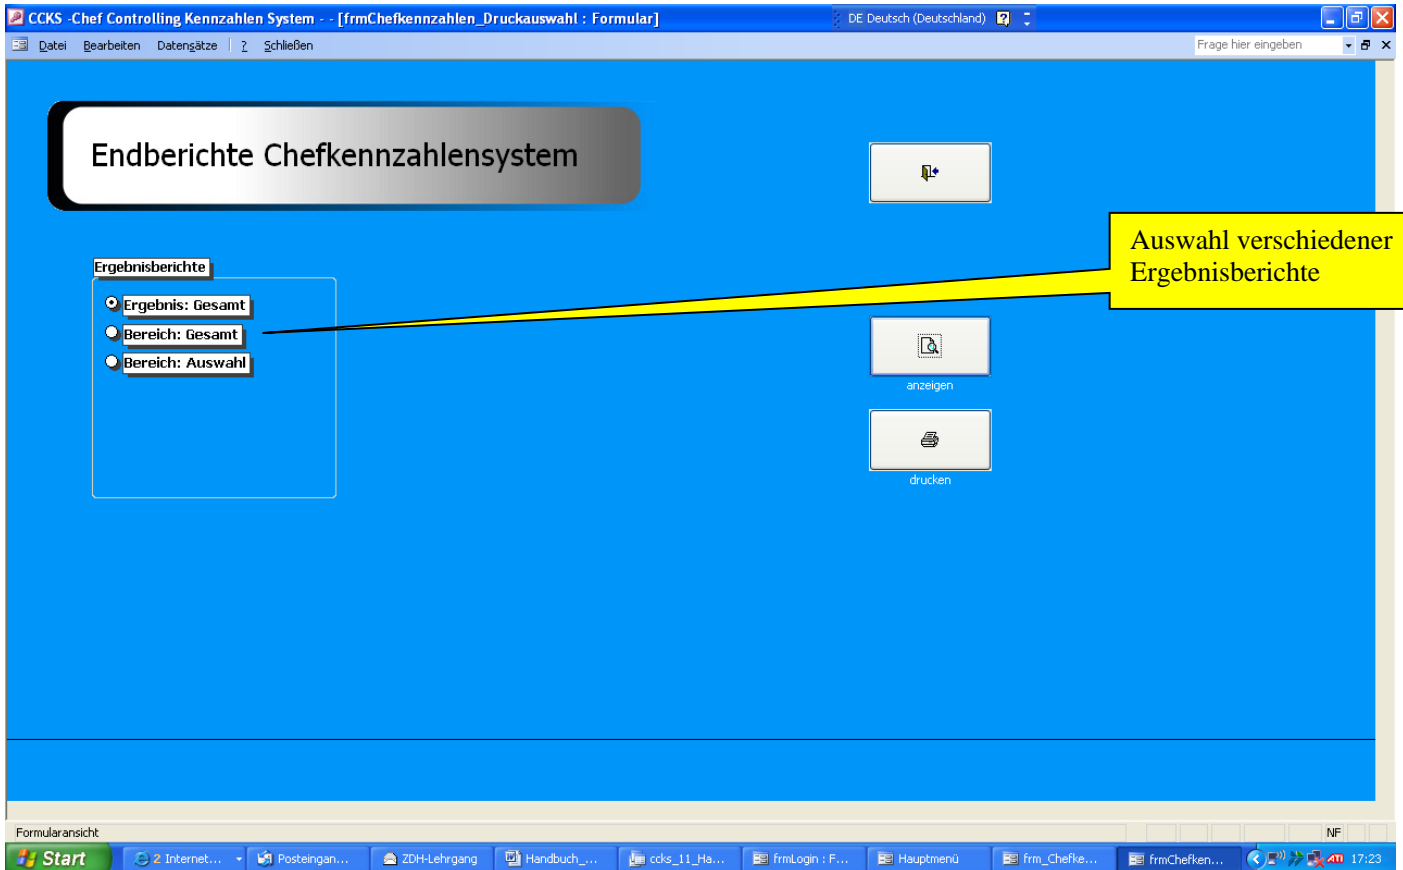 CCKS -Chef Controlling Kennzahlen System - - [frmChefkennzahlen_Druckauswahl : Formular]
DE Deutsch (Deutschland)
Datei Bearbeiten Datensätze ? Schließen
Frage hier eingeben
Endberichte Chefkennzahlensystem
Auswahl verschiedener
Ergebnisberichte
Ergebnisberichte
Ergebnis: Gesamt
Bereich: Gesamt
Bereich: Auswahl
anzeigen
drucken
Formularansicht
NF
Start
2 Internet...
Posteingan...
ZDH-Lehrgang
Handbuch_...
ccks_11_Ha...
frmLogin : F...
Hauptmenü
frm_Chefke...
frmChefken...
ATI
17:23